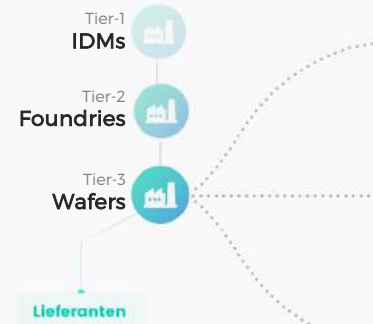 Tier-1
IDMs
Tier-2
Foundries
Tier-3
Wafers
Lieferanten